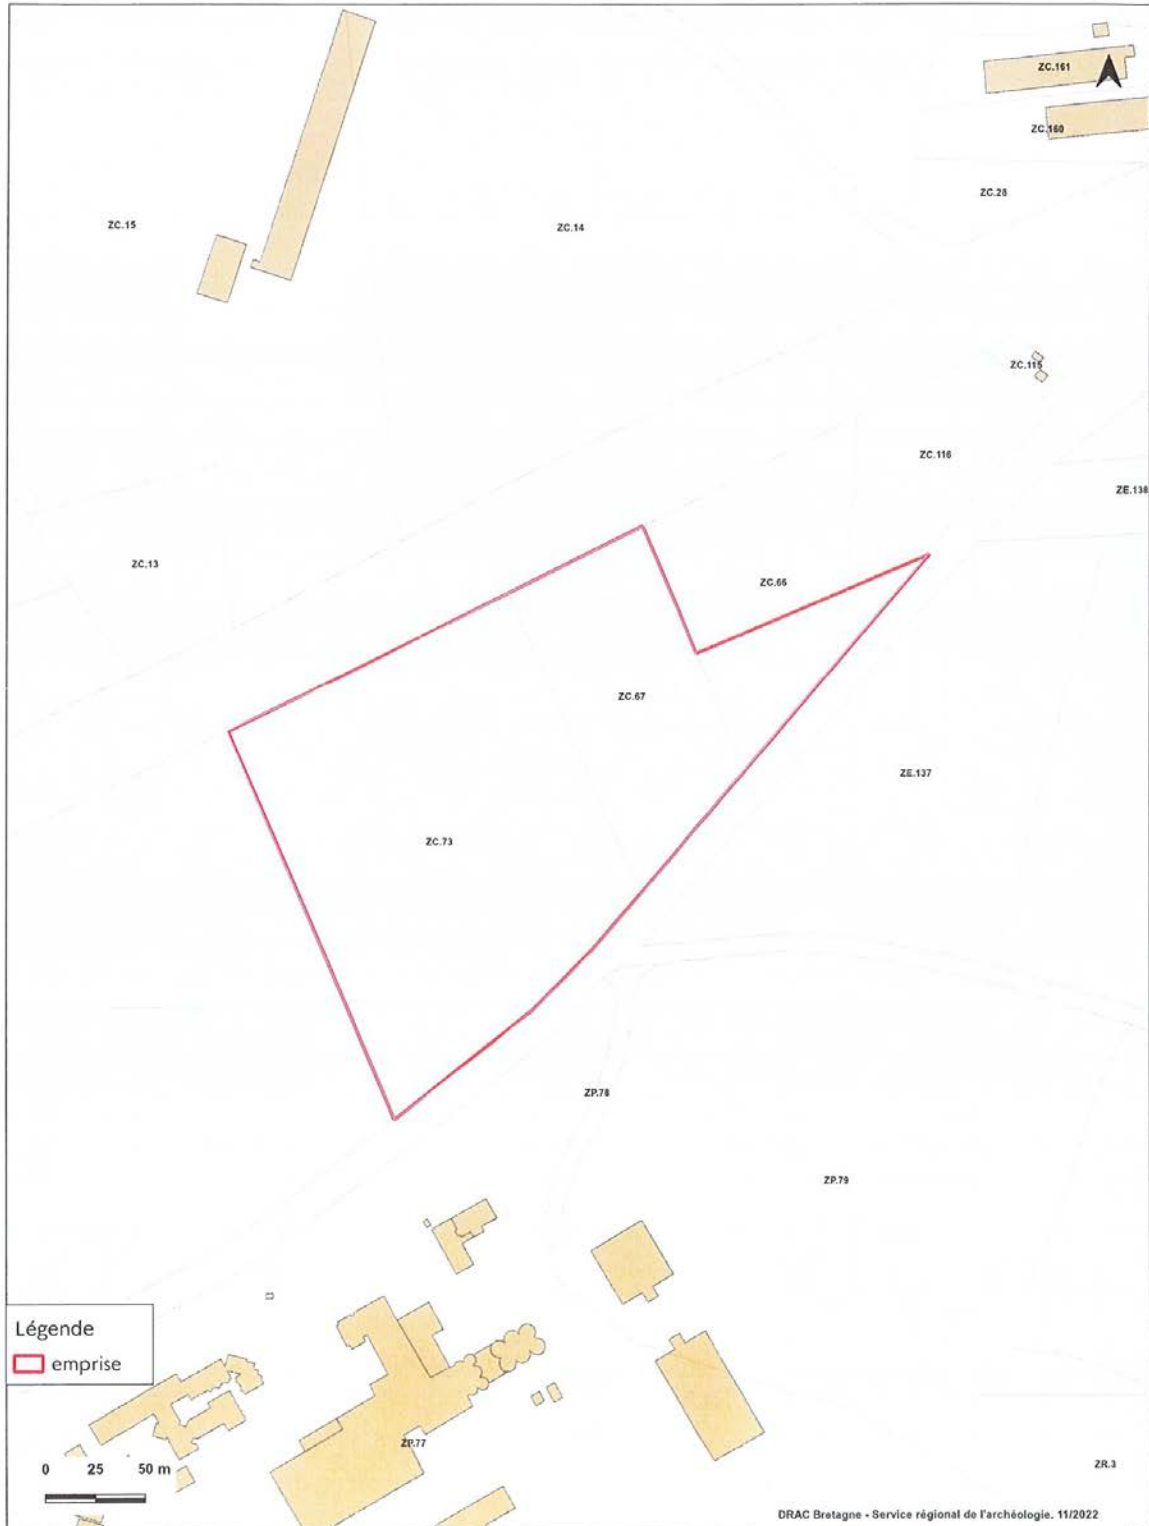 ZC.161
ZC.160
ZC.28
ZC.15
ZC.14
ZC.115
ZC.116
ZE.138
ZC.13
ZC.66
ZC.67
ZE.137
ZC.73
ZP.78
ZP.79
Légende
emprise
ZP.77
0 25 50 m
ZR.3
DRAC Bretagne - Service régional de l'archéologie. 11/2022